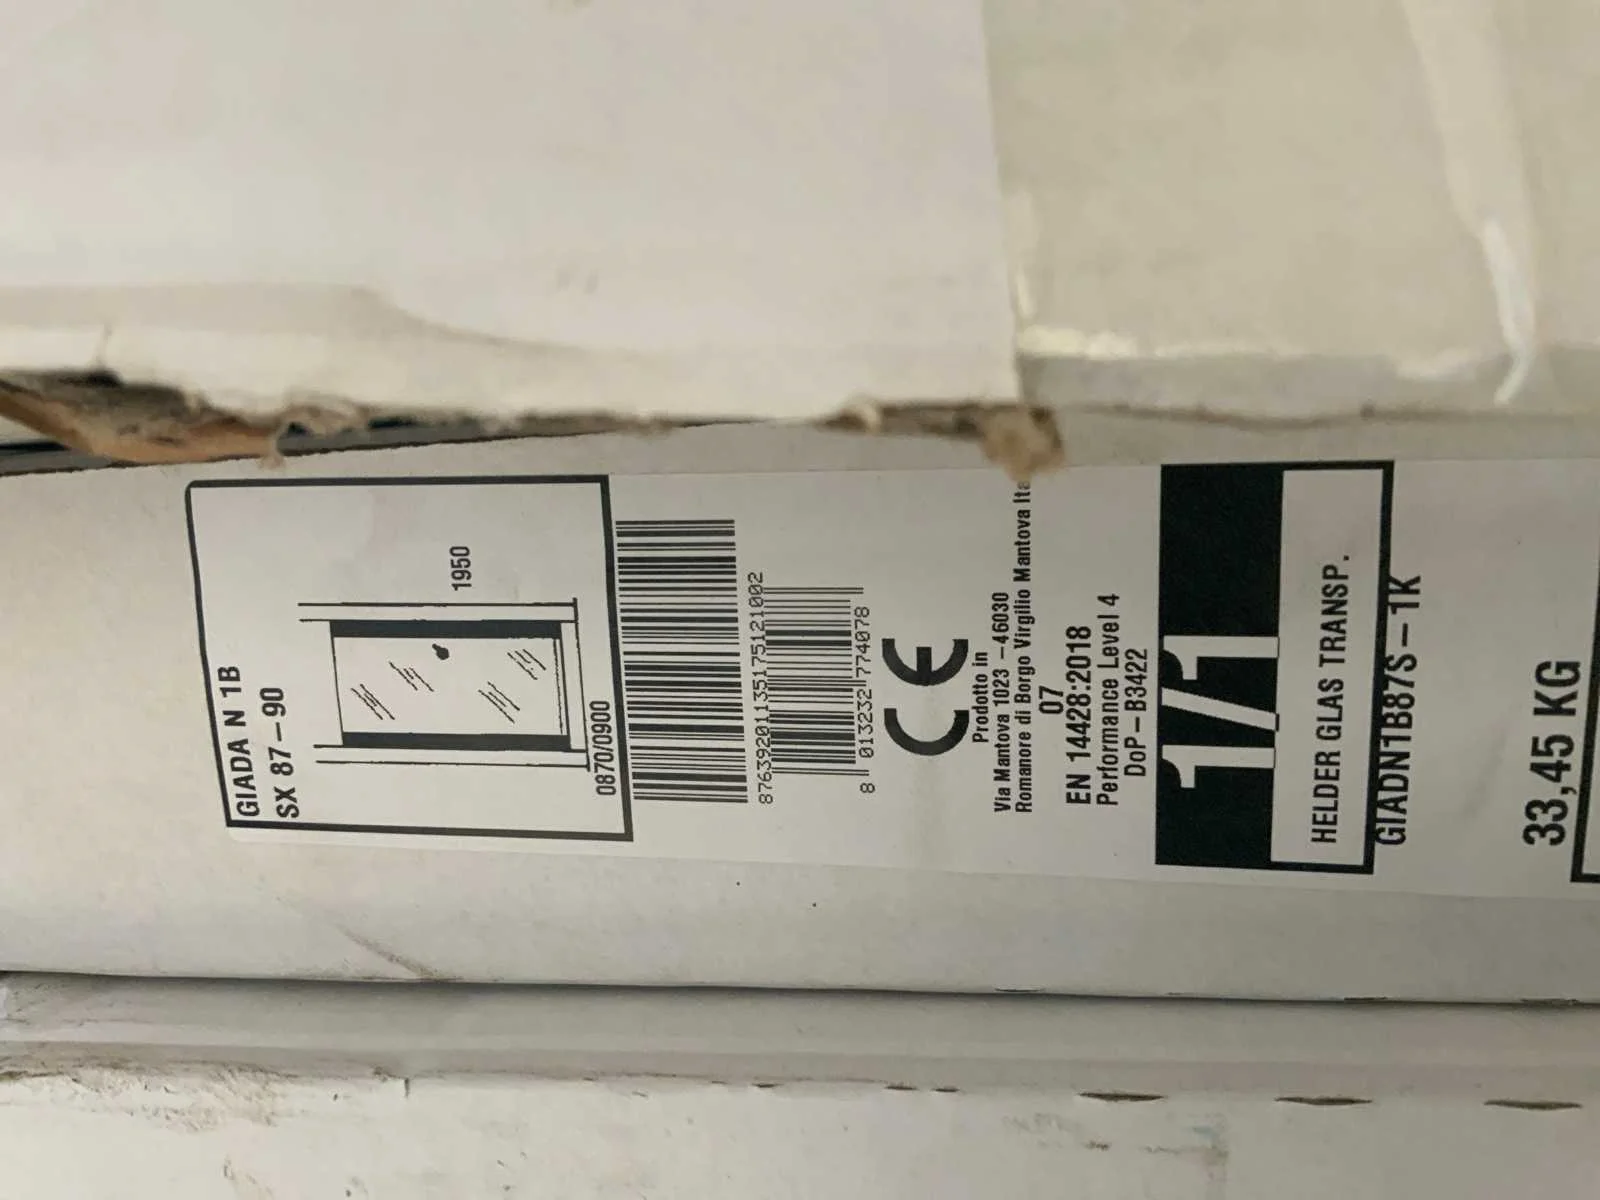 GIADA N 1B
SX 87-90
1950
0870/0900
87639201135175121002
8 013232 774078
CE
Prodotto in
Via Mantova 1023 - 46030
Romanore di Borgo Virgilio Mantova Ita
07
EN 14428:2018
Performance Level 4
DoP-B3422
1/1
HELDER GLAS TRANSP.
GIADN1B87S-1K
33,45 KG